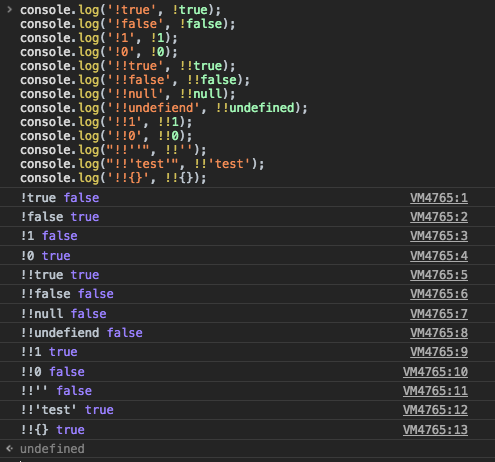 > console.log('!true', !true);
console.log('!false', !false);
console.log('!1', !1);
console.log('!0', !0);
console.log('!!true', !!true);
console.log('!!false', !!false);
console.log('!!null', !!null);
console.log('!!undefiend', !!undefined);
console.log('!!1', !!1);
console.log('!!0', !!0);
console.log("!!''", !!'');
console.log("!!'test'", !!'test');
console.log('!!{}', !!{});
!true false VM4765:1
!false true VM4765:2
!1 false VM4765:3
!0 true VM4765:4
!!true true VM4765:5
!!false false VM4765:6
!!null false VM4765:7
!!undefiend false VM4765:8
!!1 true VM4765:9
!!0 false VM4765:10
!!'' false VM4765:11
!!'test' true VM4765:12
!!{} true VM4765:13
undefined